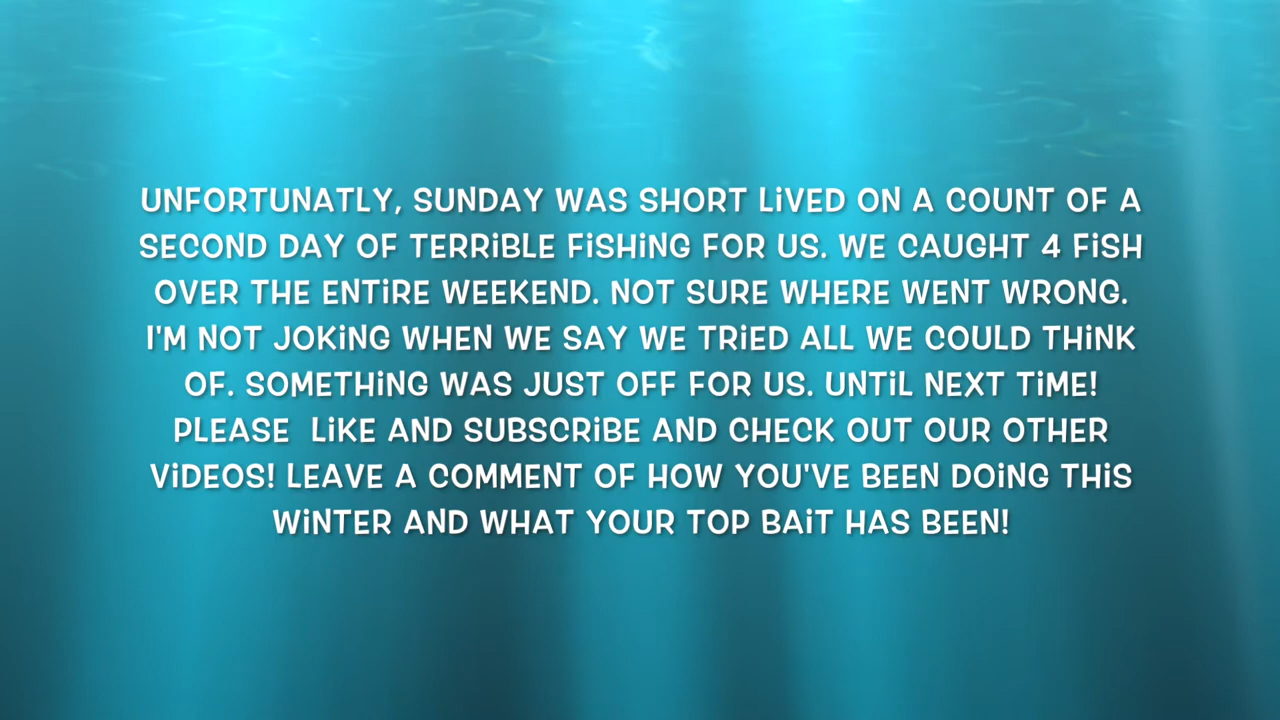 UNFORTUNATLY, SUNDAY WAS SHORT LiVED ON A COUNT OF A
SECOND DAY OF TERRiBLE FiSHiNG FOR US. WE CAUGHT 4 FiSH
OVER THE ENTiRE WEEKEND. NOT SURE WHERE WENT WRONG.
I'M NOT JOKiNG WHEN WE SAY WE TRiED ALL WE COULD THiNK
OF. SOMETHiNG WAS JUST OFF FOR US. UNTiL NEXT TiME!
PLEASE  LiKE AND SUBSCRiBE AND CHECK OUT OUR OTHER
ViDEOS! LEAVE A COMMENT OF HOW YOU'VE BEEN DOiNG THiS
WiNTER AND WHAT YOUR TOP BAiT HAS BEEN!